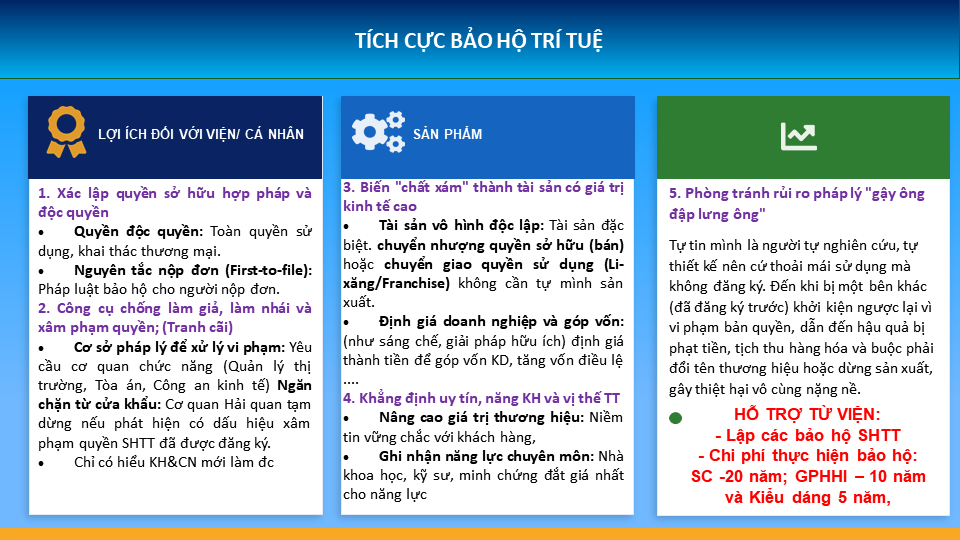 TÍCH CỰC BẢO HỘ TRÍ TUỆ
LỢI ÍCH ĐỐI VỚI VIỆN/ CÁ NHÂN
1. Xác lập quyền sở hữu hợp pháp và
độc quyền
• Quyền độc quyền: Toàn quyền sử
dụng, khai thác thương mại.
• Nguyên tắc nộp đơn (First-to-file):
Pháp luật bảo hộ cho người nộp đơn.
2. Công cụ chống làm giả, làm nhái và
xâm phạm quyền; (Tranh cãi)
• Cơ sở pháp lý để xử lý vi phạm: Yêu
cầu cơ quan chức năng (Quản lý thị
trường, Tòa án, Công an kinh tế) Ngăn
chặn từ cửa khẩu: Cơ quan Hải quan tạm
dừng nếu phát hiện có dấu hiệu xâm
phạm quyền SHTT đã được đăng ký.
• Chỉ có hiểu KH&CN mới làm đc
SẢN PHẨM
3. Biến "chất xám" thành tài sản có giá trị
kinh tế cao
• Tài sản vô hình độc lập: Tài sản đặc
biệt. chuyển nhượng quyền sở hữu (bán)
hoặc chuyển giao quyền sử dụng (Li-
xăng/Franchise) không cần tự mình sản
xuất.
• Định giá doanh nghiệp và góp vốn:
(như sáng chế, giải pháp hữu ích) định giá
thành tiền để góp vốn KD, tăng vốn điều lệ
....
4. Khẳng định uy tín, năng KH và vị thế TT
• Nâng cao giá trị thương hiệu: Niềm
tin vững chắc với khách hàng,
• Ghi nhận năng lực chuyên môn: Nhà
khoa học, kỹ sư, minh chứng đắt giá nhất
cho năng lực
5. Phòng tránh rủi ro pháp lý "gậy ông
đập lưng ông"
Tự tin mình là người tự nghiên cứu, tự
thiết kế nên cứ thoải mái sử dụng mà
không đăng ký. Đến khi bị một bên khác
(đã đăng ký trước) khởi kiện ngược lại vì
vi phạm bản quyền, dẫn đến hậu quả bị
phạt tiền, tịch thu hàng hóa và buộc phải
đổi tên thương hiệu hoặc dừng sản xuất,
gây thiệt hại vô cùng nặng nề.
HỖ TRỢ TỪ VIỆN:
- Lập các bảo hộ SHTT
- Chi phí thực hiện bảo hộ:
SC -20 năm; GPHHI – 10 năm
và Kiểu dáng 5 năm,